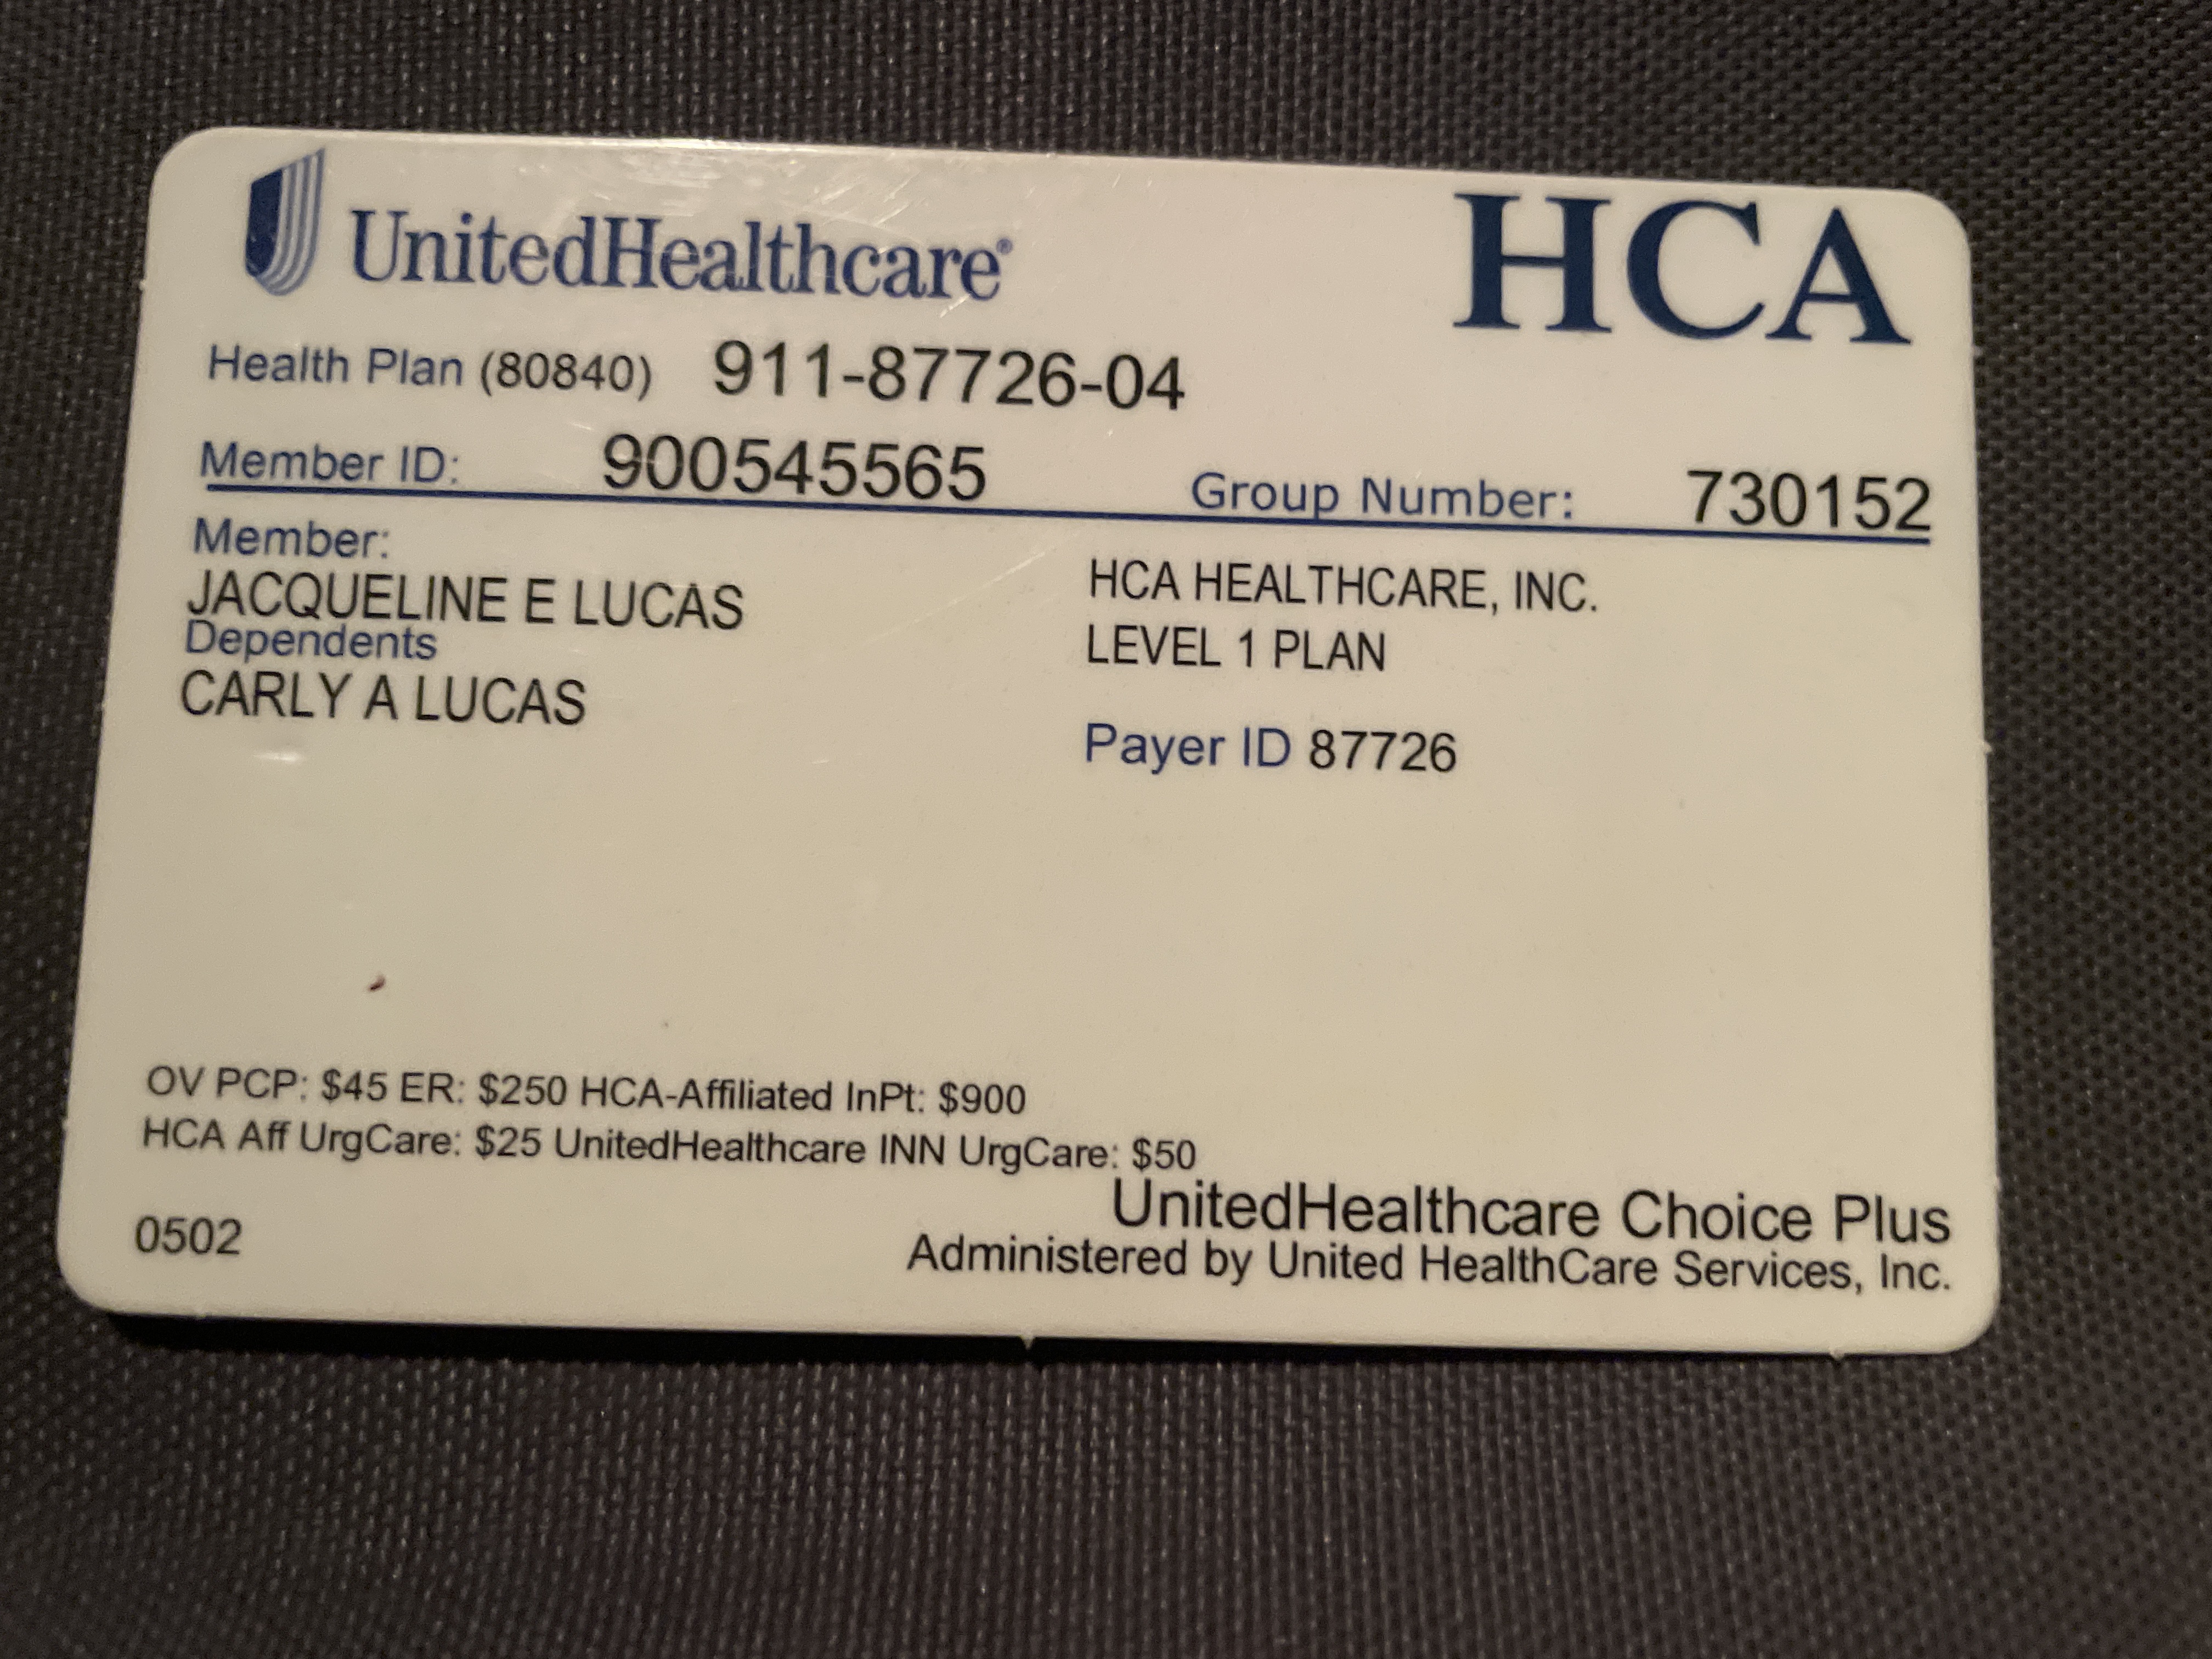 UnitedHealthcare®
HCA
Health Plan (80840) 911-87726-04
Member ID: 900545565 Group Number: 730152
Member:
JACQUELINE E LUCAS
Dependents
CARLY A LUCAS
HCA HEALTHCARE, INC.
LEVEL 1 PLAN
Payer ID 87726
OV PCP: $45 ER: $250 HCA-Affiliated InPt: $900
HCA Aff UrgCare: $25 UnitedHealthcare INN UrgCare: $50
UnitedHealthcare Choice Plus
0502 Administered by United HealthCare Services, Inc.